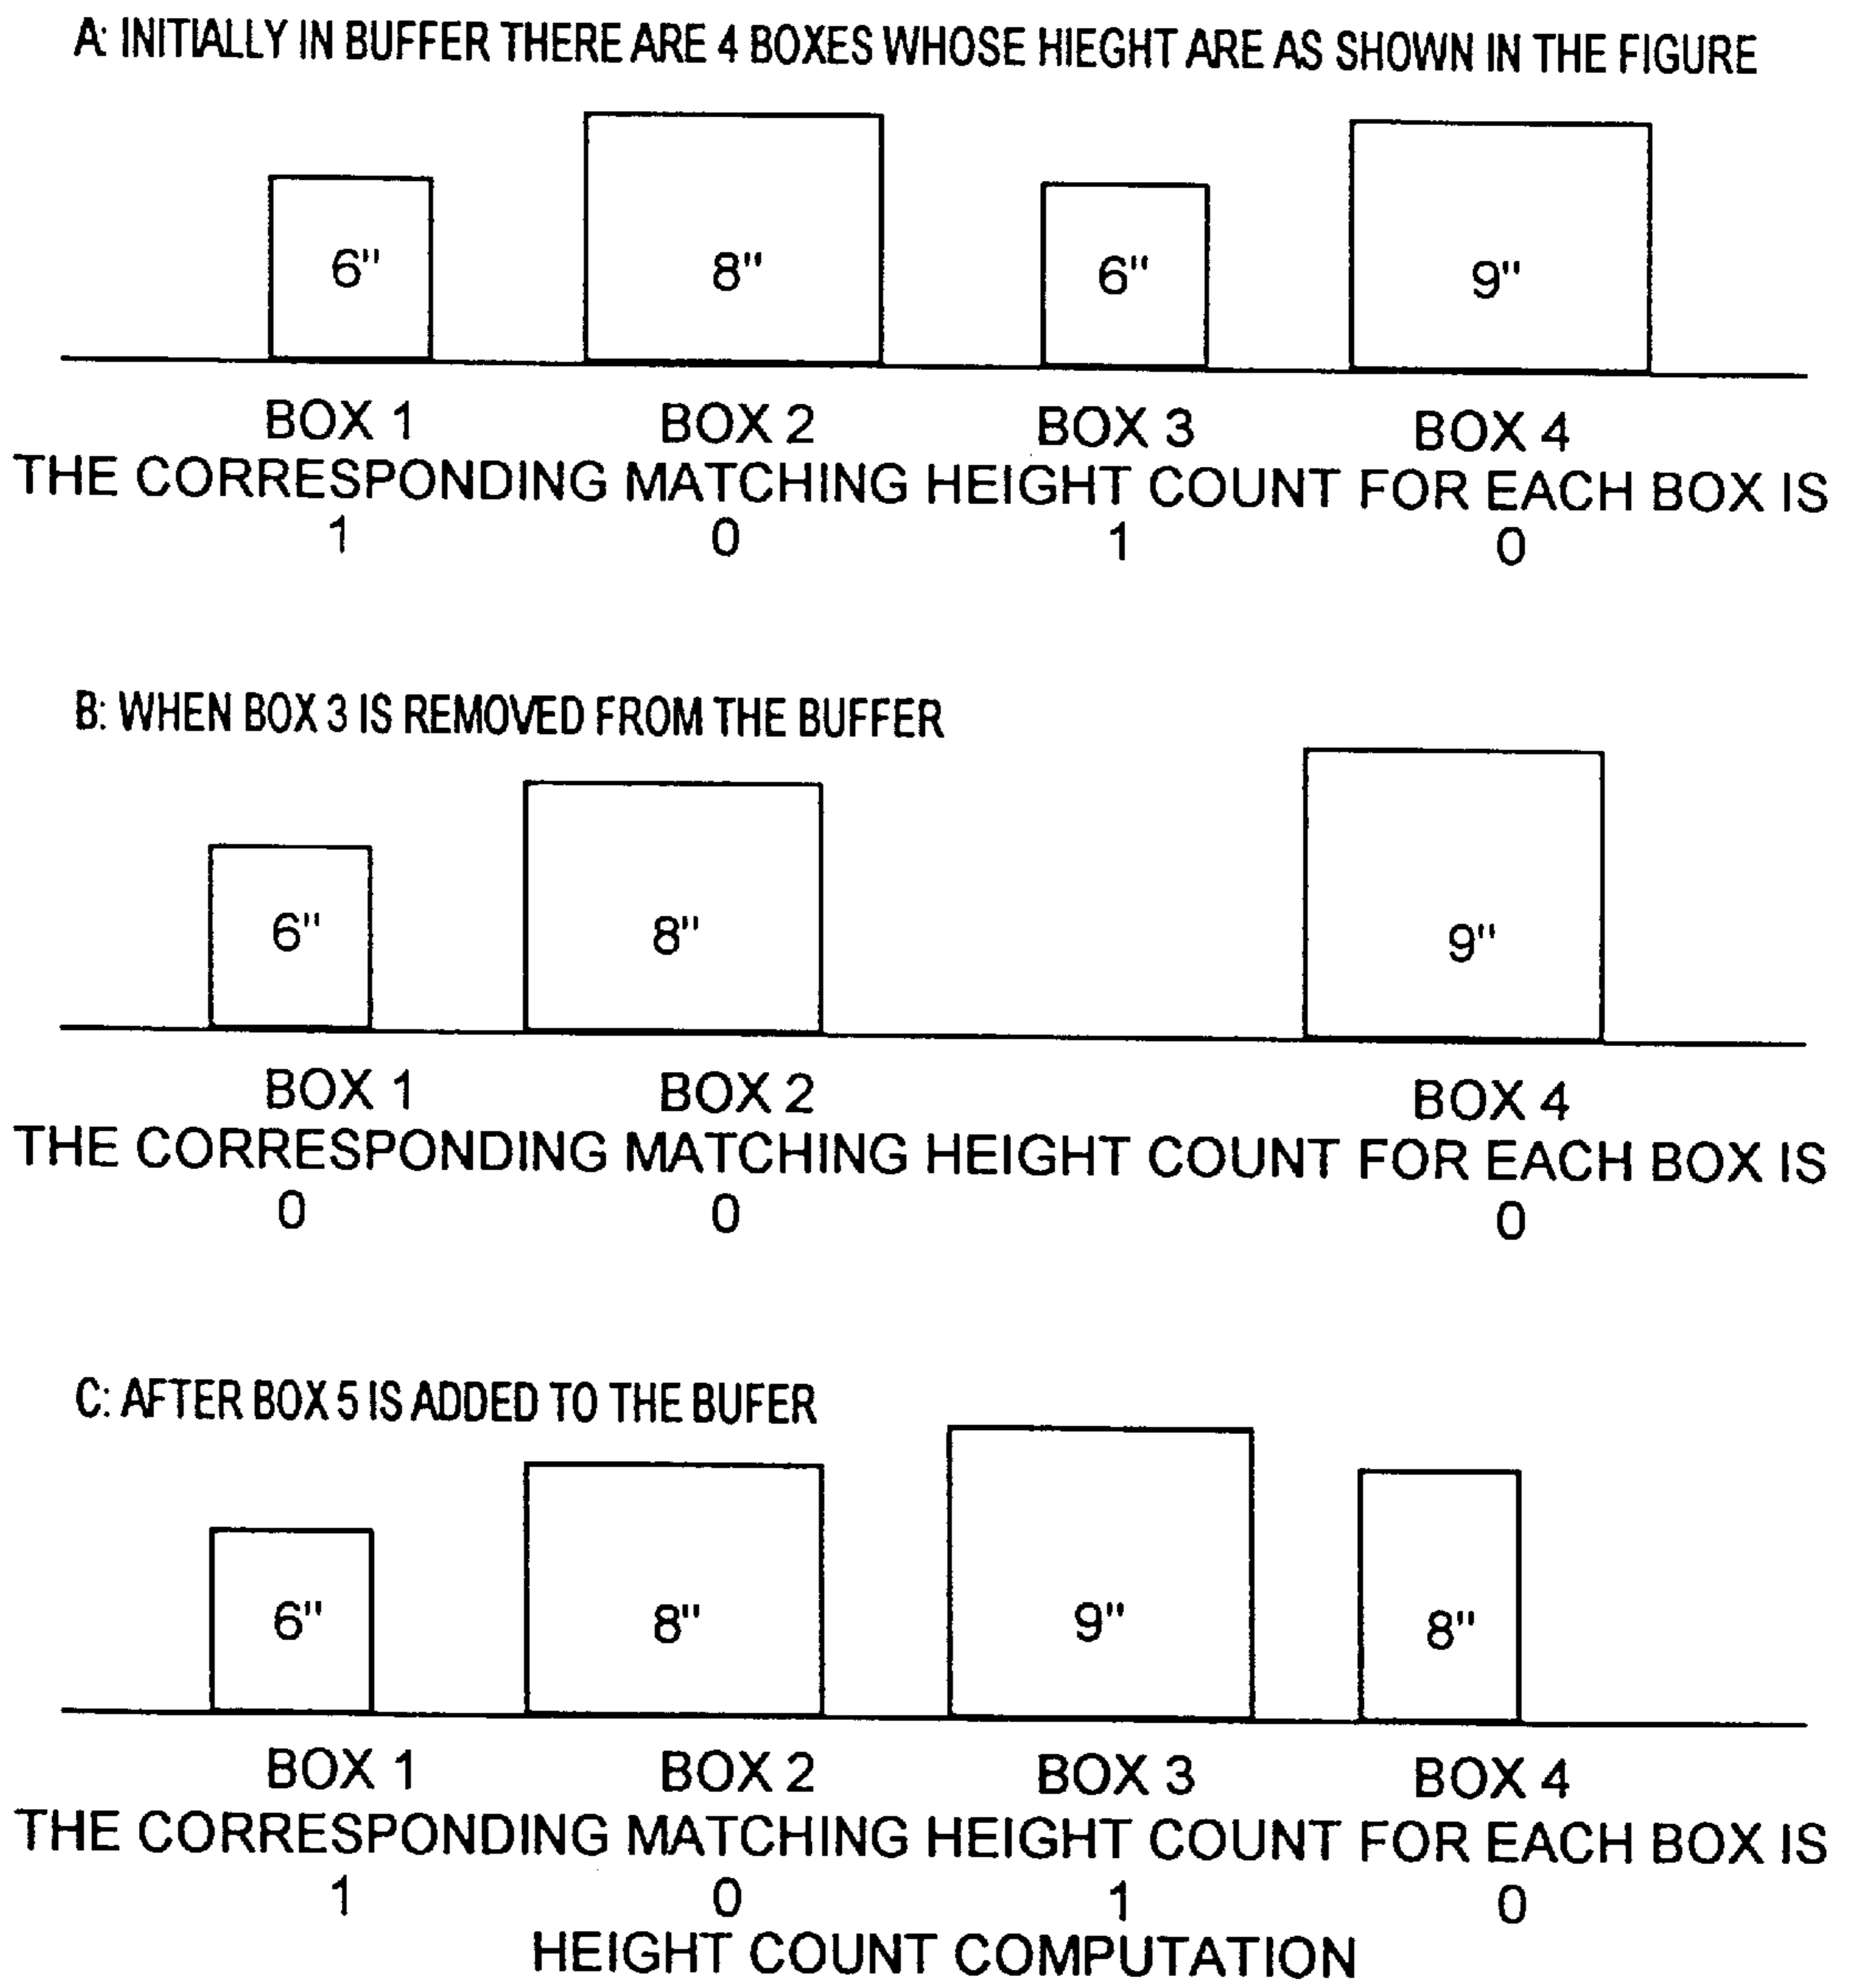 A: INITIALLY IN BUFFER THERE ARE 4 BOXES WHOSE HIEGHT ARE AS SHOWN IN THE FIGURE
6" 8" 6" 9"
BOX 1 BOX 2 BOX 3 BOX 4
THE CORRESPONDING MATCHING HEIGHT COUNT FOR EACH BOX IS
1 0 1 0
B: WHEN BOX 3 IS REMOVED FROM THE BUFFER
6" 8" 9"
BOX 1 BOX 2 BOX 4
THE CORRESPONDING MATCHING HEIGHT COUNT FOR EACH BOX IS
0 0 0
C: AFTER BOX 5 IS ADDED TO THE BUFER
6" 8" 9" 8"
BOX 1 BOX 2 BOX 3 BOX 4
THE CORRESPONDING MATCHING HEIGHT COUNT FOR EACH BOX IS
1 0 1 0
HEIGHT COUNT COMPUTATION